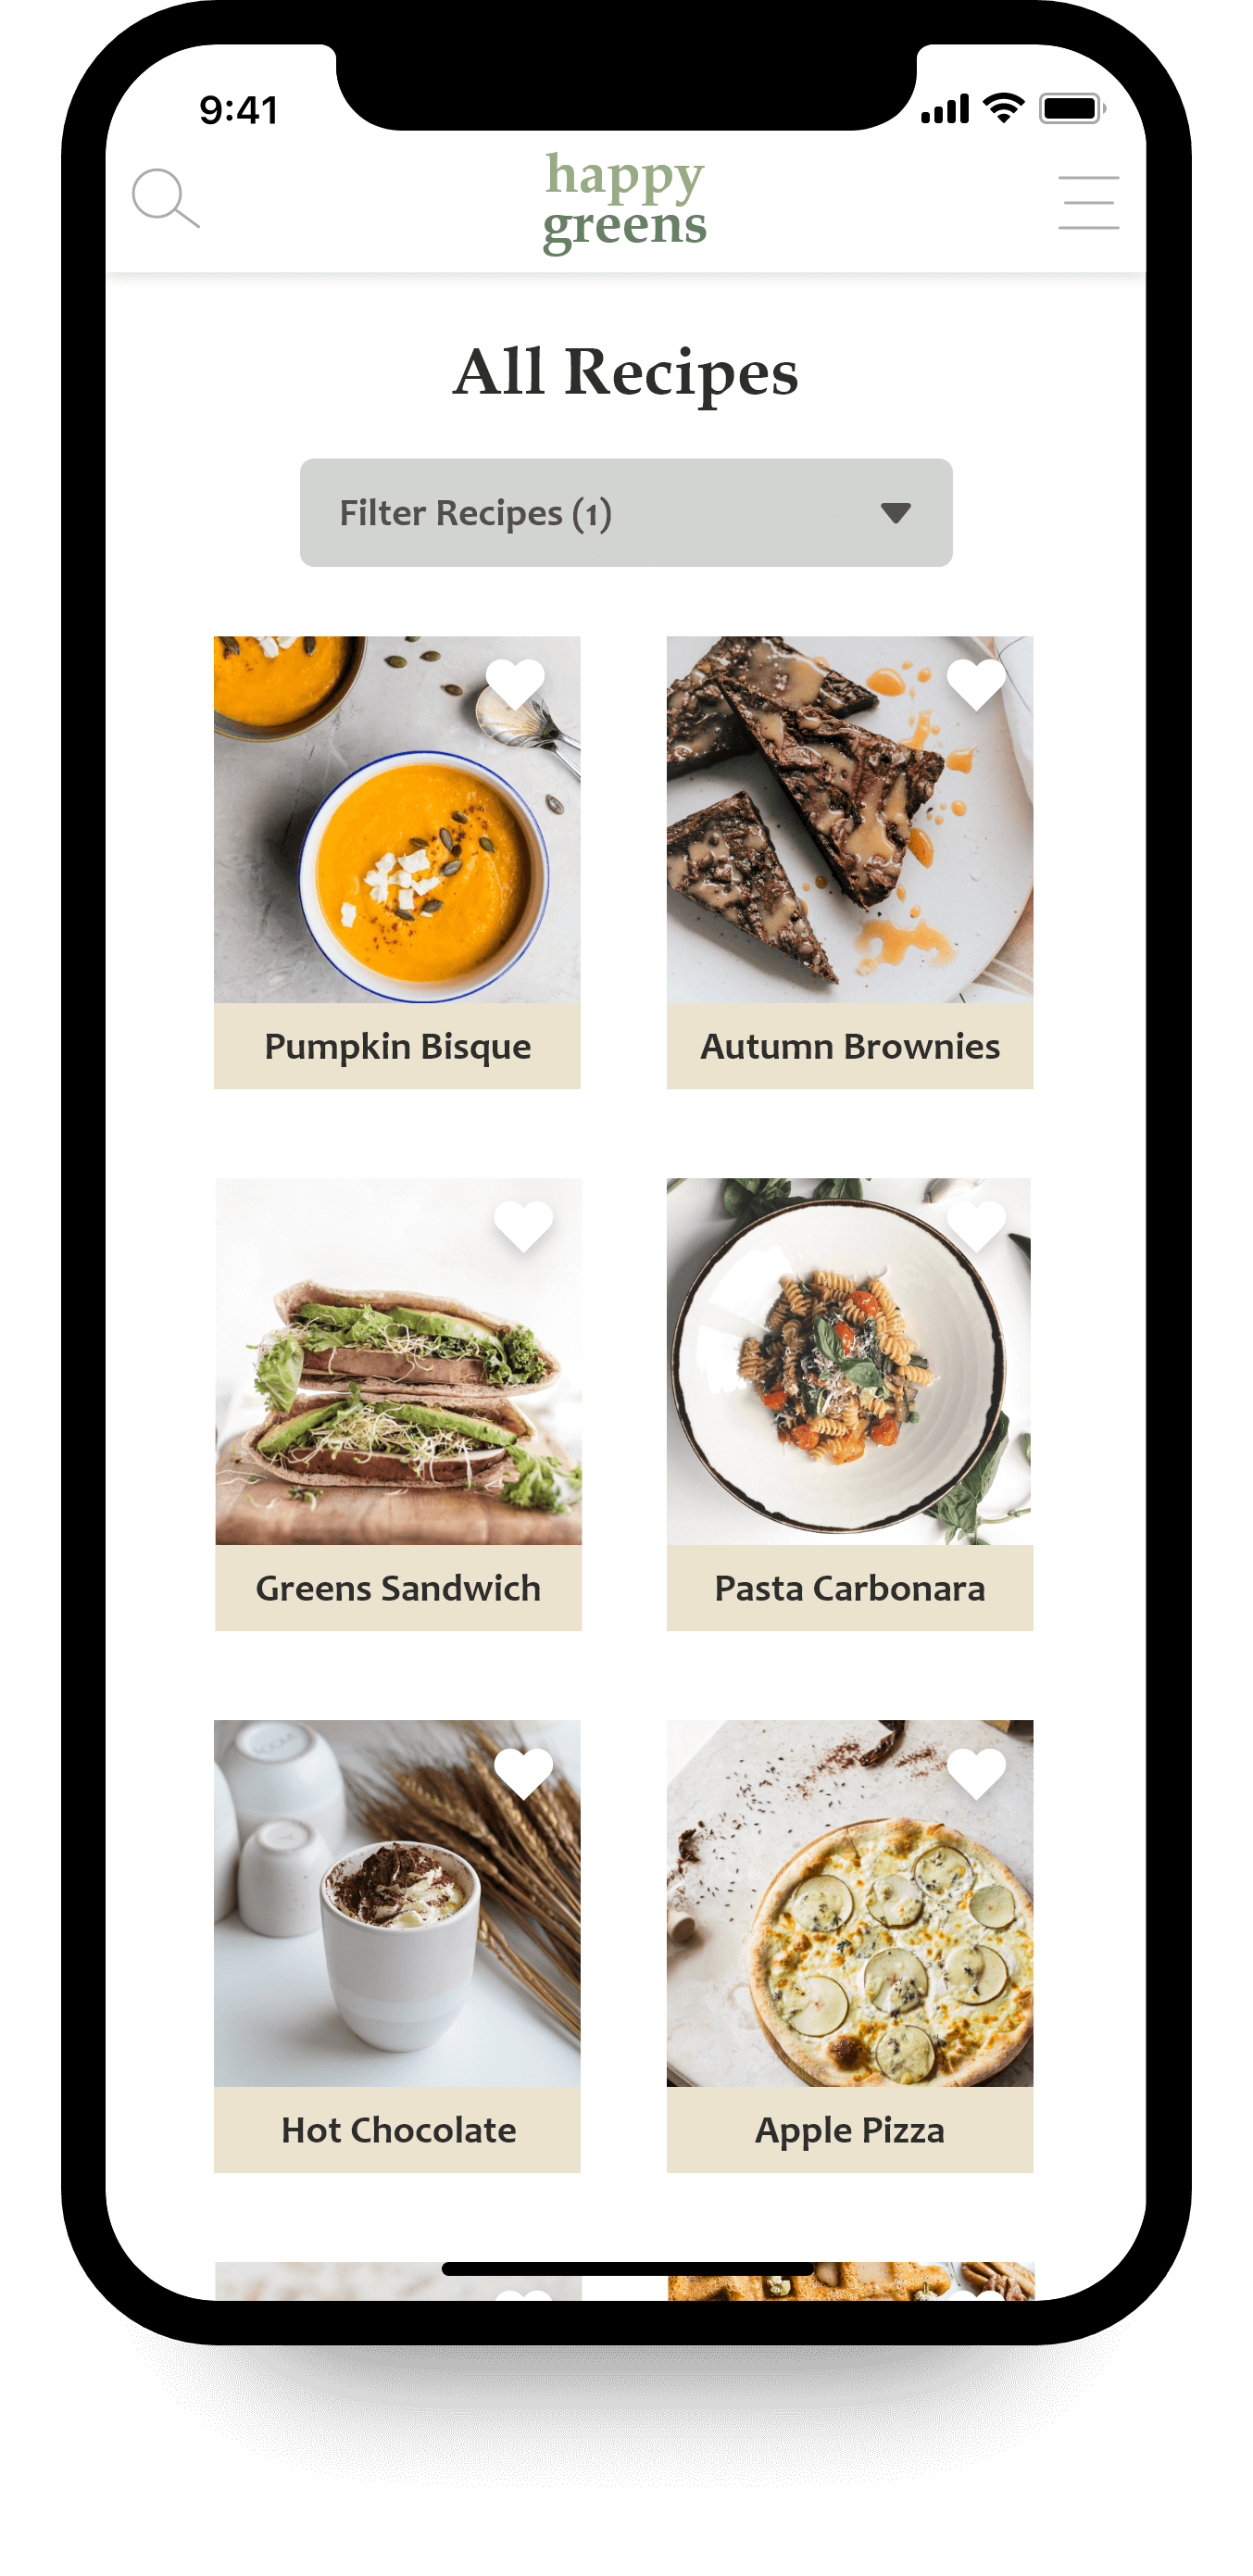 9:41
happy
greens
All Recipes
Filter Recipes (1)
Pumpkin Bisque
Autumn Brownies
Greens Sandwich
Pasta Carbonara
Hot Chocolate
Apple Pizza